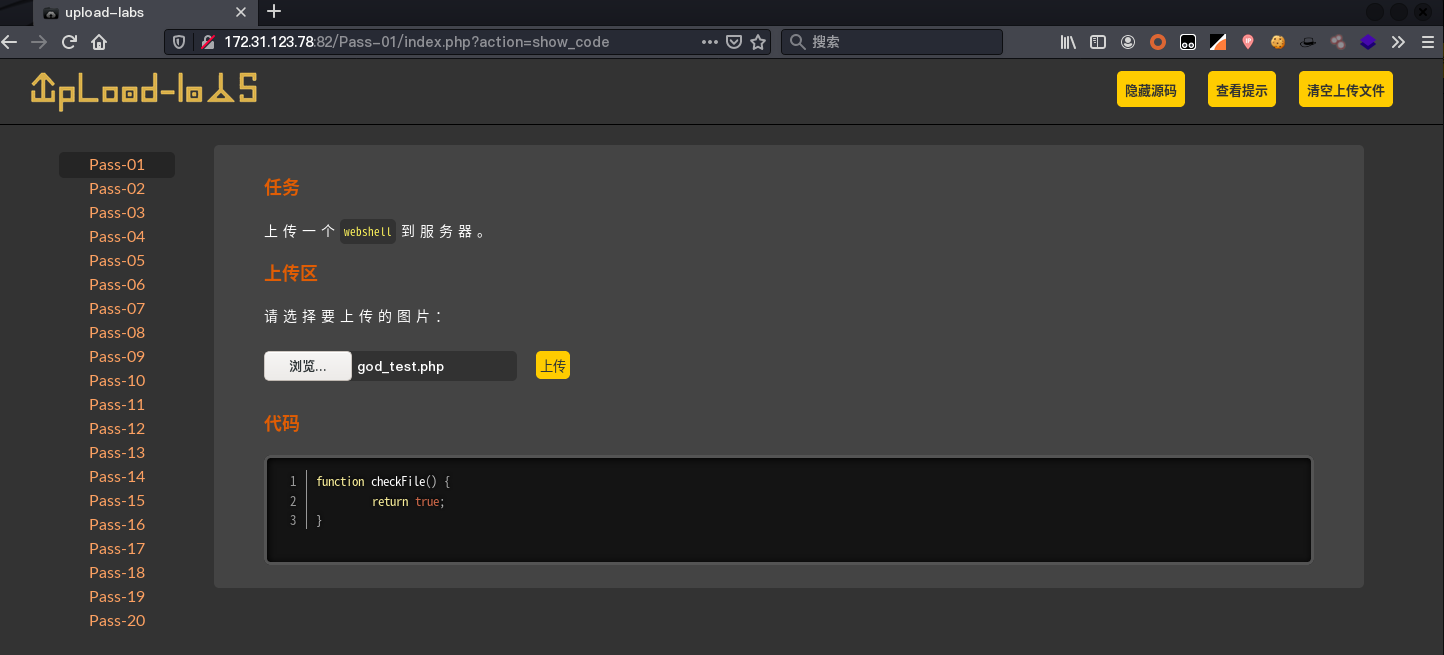 upload-labs
172.31.123.78:82/Pass-01/index.php?action=show_code
搜索
UpLoad-labS
隐藏源码
查看提示
清空上传文件
Pass-01
Pass-02
Pass-03
Pass-04
Pass-05
Pass-06
Pass-07
Pass-08
Pass-09
Pass-10
Pass-11
Pass-12
Pass-13
Pass-14
Pass-15
Pass-16
Pass-17
Pass-18
Pass-19
Pass-20
任务
上传一个 webshell 到服务器。
上传区
请选择要上传的图片：
浏览... god_test.php 上传
代码
1 function checkFile() {
2 return true;
3 }